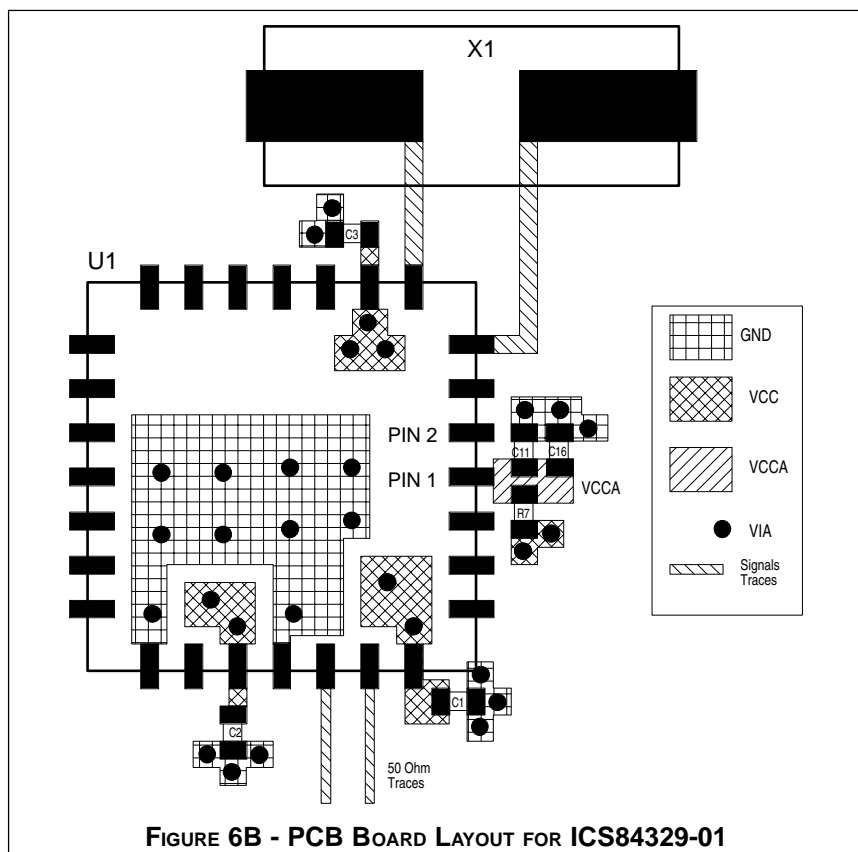 X1
C3
U1
GND
VCC
PIN 2
C11 C16
PIN 1
VCCA
VCCA
R7
VIA
Signals
Traces
C1
C2
50 Ohm
Traces
FIGURE 6B - PCB BOARD LAYOUT FOR ICS84329-01